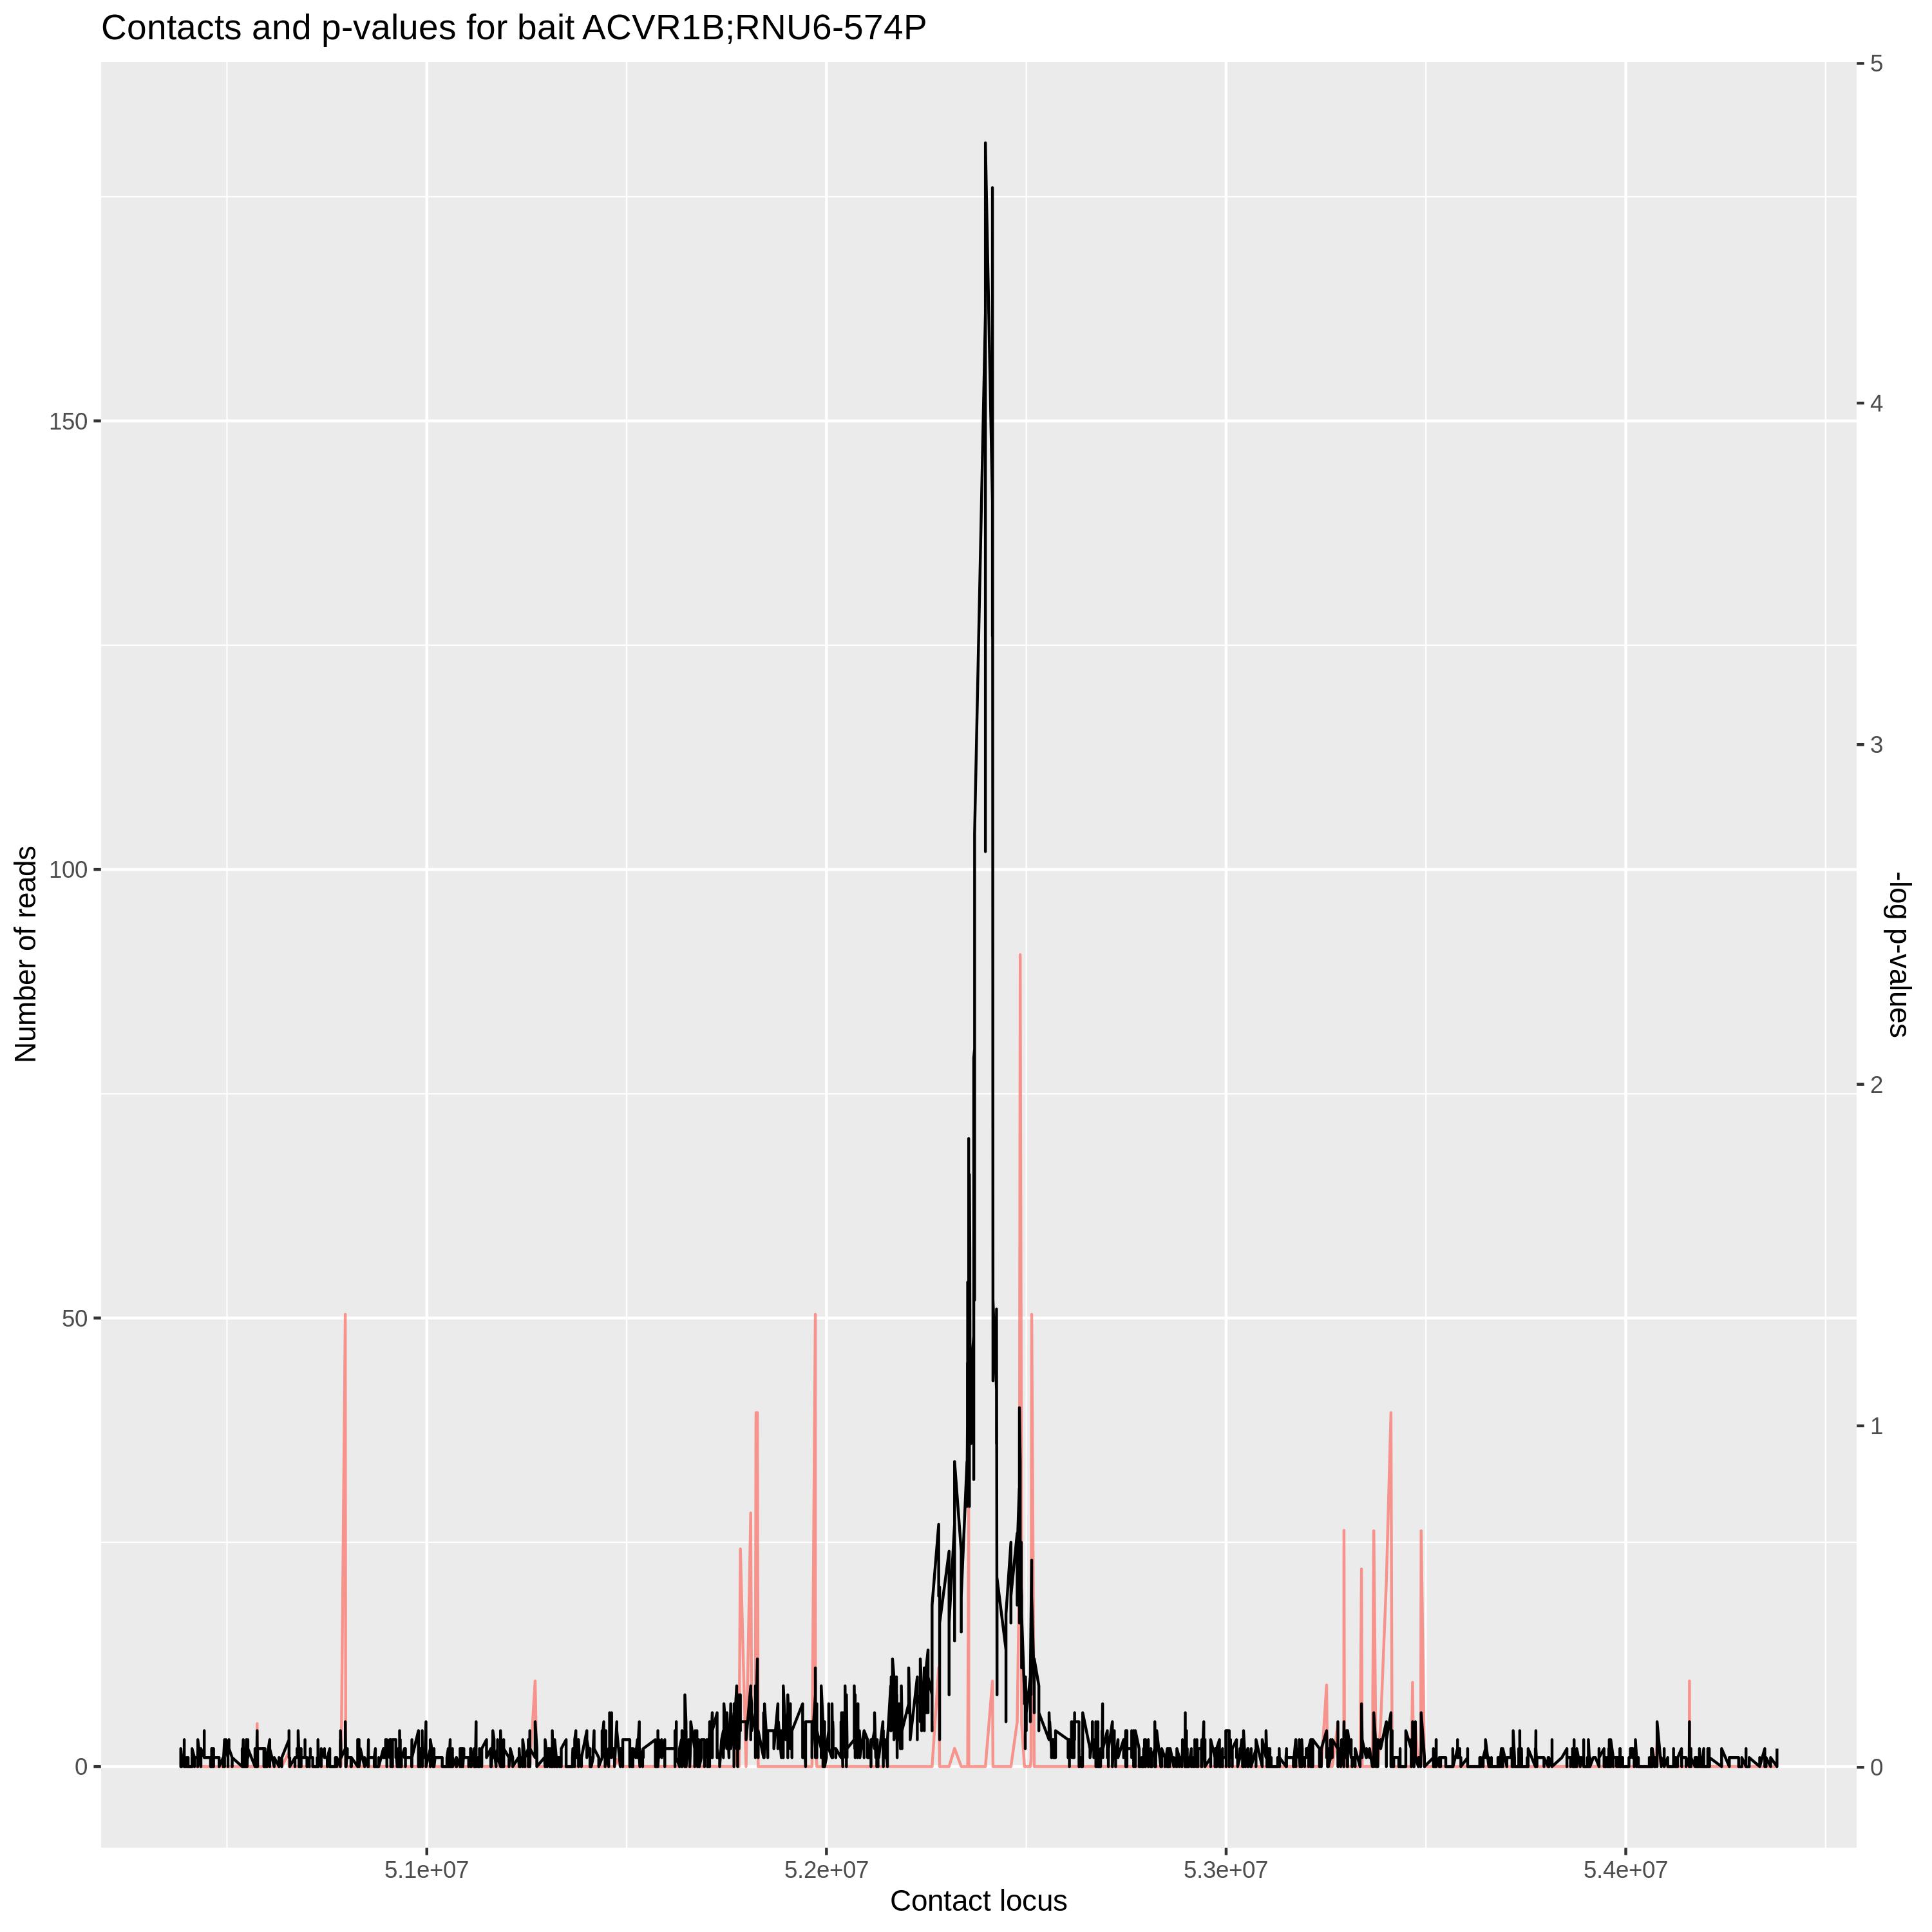 Contacts and p-values for bait ACVR1B;RNU6-574P
Number of reads
150
100
50
0
5
4
3
2
1
0
-log p-values
5.1e+07
5.2e+07
5.3e+07
5.4e+07
Contact locus